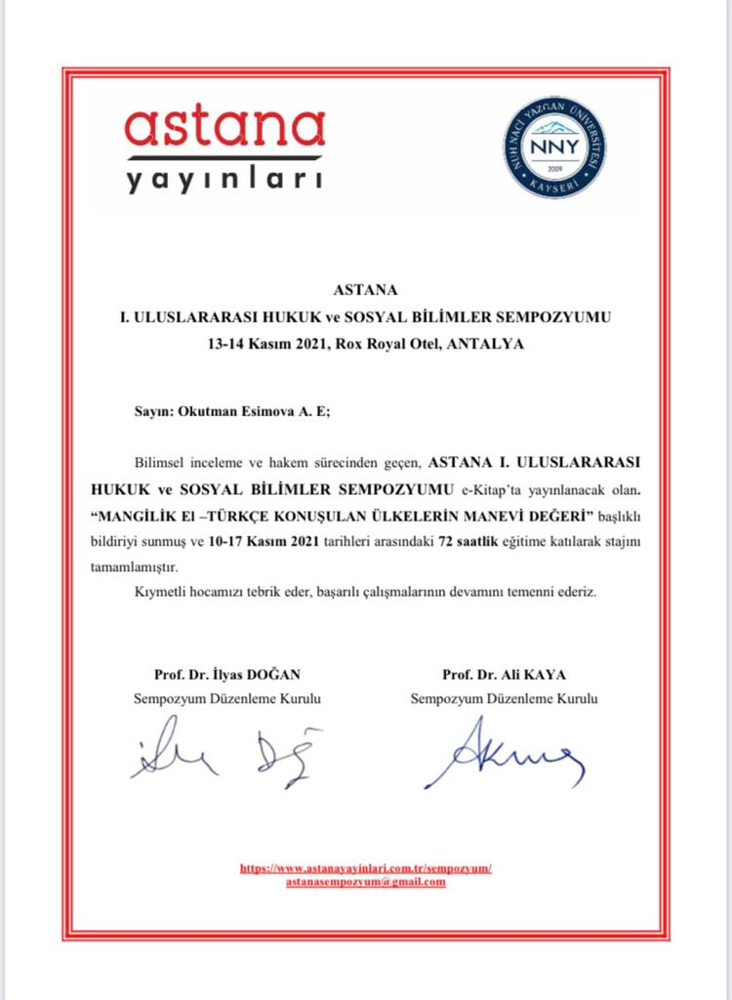 astana
yayınları
NUH NACİ YAZGAN ÜNİVERSİTESİ
NNY
2009
KAYSERİ
ASTANA
I. ULUSLARARASI HUKUK ve SOSYAL BİLİMLER SEMPOZYUMU
13-14 Kasım 2021, Rox Royal Otel, ANTALYA
Sayın: Okutman Esimova A. E;
Bilimsel inceleme ve hakem sürecinden geçen, ASTANA I. ULUSLARARASI
HUKUK ve SOSYAL BİLİMLER SEMPOZYUMU e-Kitap’ta yayınlanacak olan.
“MANGİLİK El –TÜRKÇE KONUŞULAN ÜLKELERİN MANEVİ DEĞERİ” başlıklı
bildiriyi sunmuş ve 10-17 Kasım 2021 tarihleri arasındaki 72 saatlik eğitime katılarak stajını
tamamlamıştır.
Kıymetli hocamızı tebrik eder, başarılı çalışmalarının devamını temenni ederiz.
Prof. Dr. İlyas DOĞAN
Prof. Dr. Ali KAYA
Sempozyum Düzenleme Kurulu
Sempozyum Düzenleme Kurulu
https://www.astanayayinlari.com.tr/sempozyum/
astanasempozyum@gmail.com